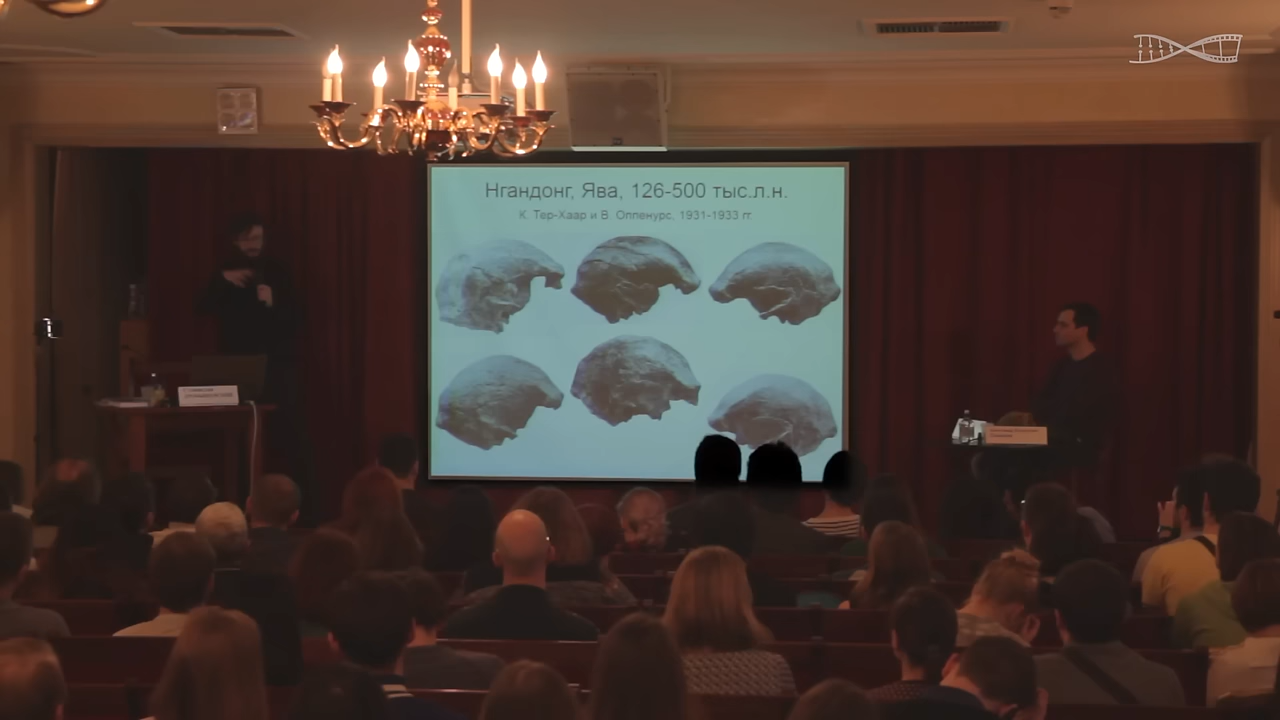 Нгандонг, Ява, 126-500 тыс.л.н.
К. Тер-Хаар и В. Оппенурс, 1931-1933 гг.